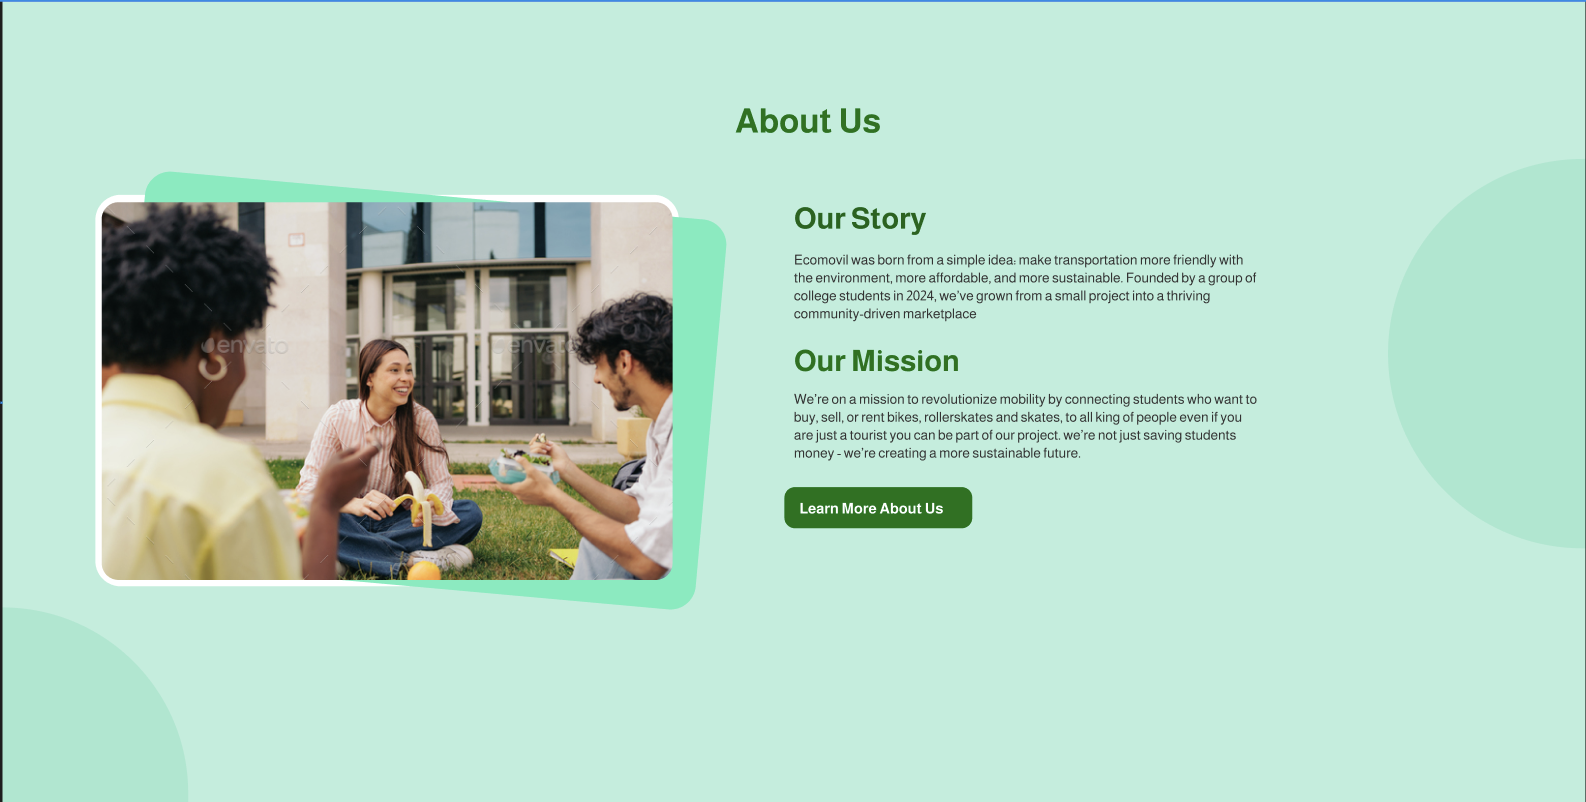 About Us
Our Story
Ecomovil was born from a simple idea: make transportation more friendly with
the environment, more affordable, and more sustainable. Founded by a group of
college students in 2024, we've grown from a small project into a thriving
community-driven marketplace
Our Mission
We're on a mission to revolutionize mobility by connecting students who want to
buy, sell, or rent bikes, rollerskates and skates, to all king of people even if you
are just a tourist you can be part of our project. we're not just saving students
money - we're creating a more sustainable future.
Learn More About Us
envato
envato